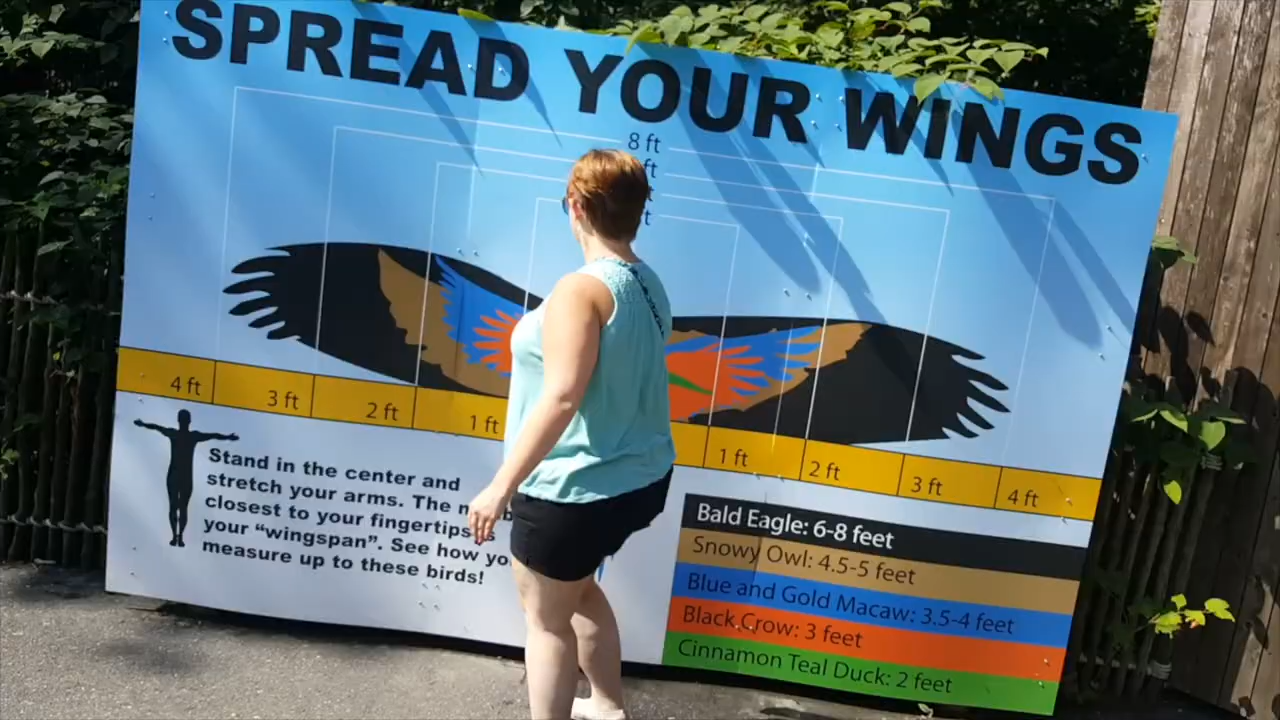 SPREAD YOUR WINGS
8 ft
ft
t
t
4 ft 3 ft 2 ft 1 ft 1 ft 2 ft 3 ft 4 ft
Stand in the center and
stretch your arms. The
closest to your fingertips
your “wingspan”. See how
measure up to these birds!
Bald Eagle: 6-8 feet
Snowy Owl: 4.5-5 feet
Blue and Gold Macaw: 3.5-4 feet
Black Crow: 3 feet
Cinnamon Teal Duck: 2 feet